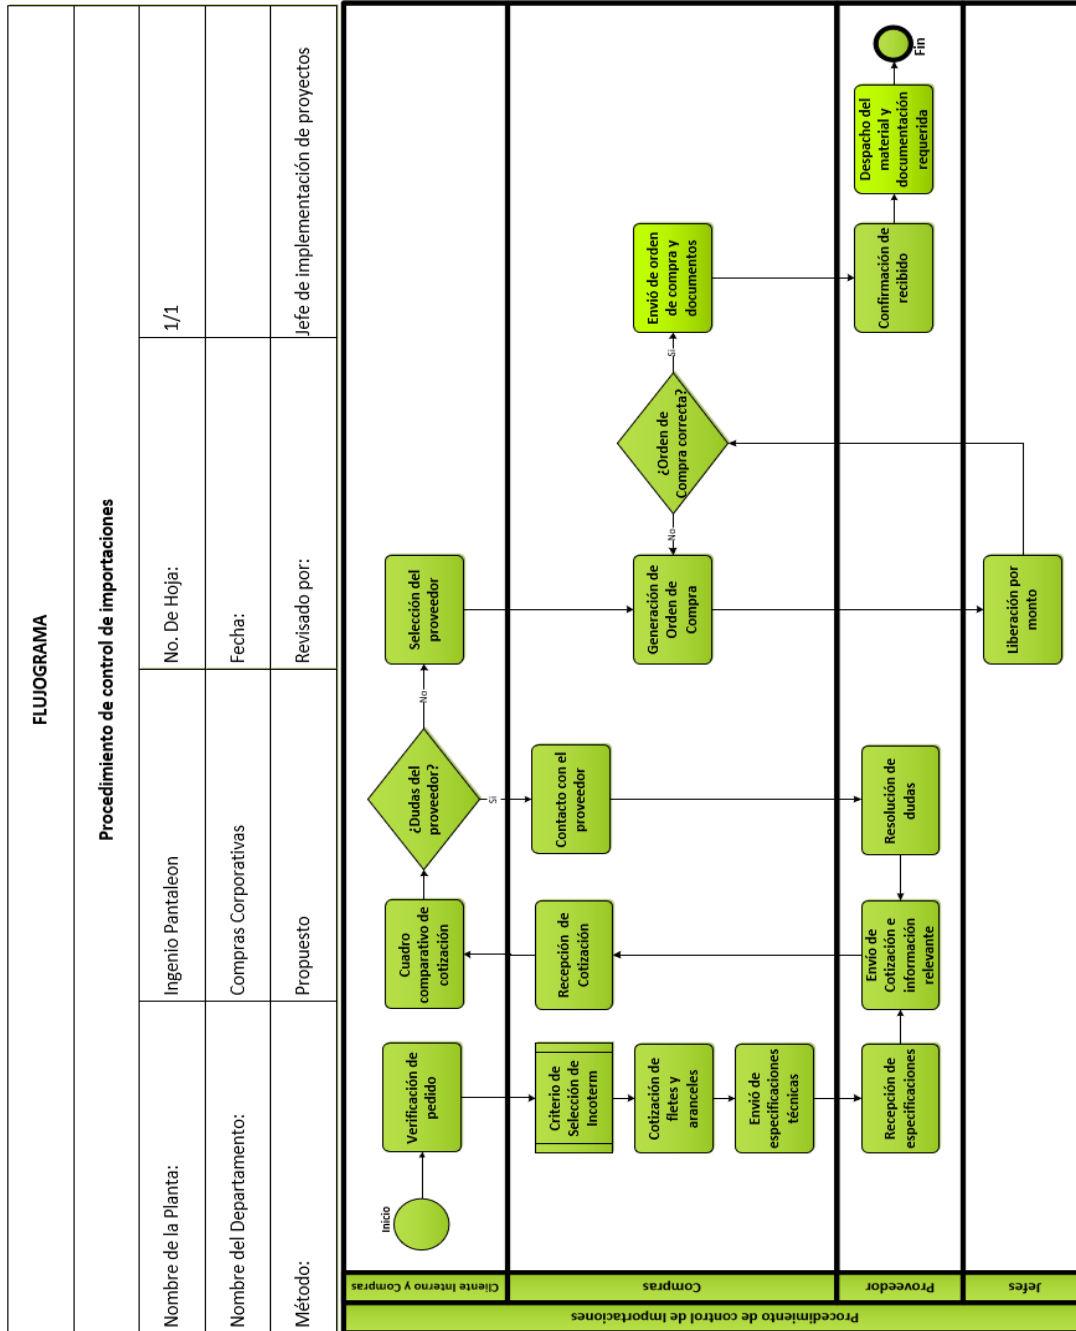 FLUJOGRAMA
Procedimiento de control de importaciones
Nombre de la Planta:
Ingenio Pantaleon
No. De Hoja:
1/1
Nombre del Departamento:
Compras Corporativas
Fecha:
Método:
Propuesto
Revisado por:
Jefe de implementación de proyectos
Procedimiento de control de Importaciones
Cliente Interno y Compras
Inicio
Verificación de
pedido
Cuadro
comparativo de
cotización
¿Dudas del
proveedor?
No
Si
Selección del
proveedor
Compras
Criterio de
Selección de
Incoterm
Cotización de
fletes y
aranceles
Envió de
especificaciones
técnicas
Recepción de
Cotización
Contacto con el
proveedor
Generación de
Orden de
Compra
No
¿Orden de
Compra correcta?
Si
Envió de orden
de compra y
documentos
Proveedor
Recepción de
especificaciones
Envío de
Cotización e
información
relevante
Resolución de
dudas
Confirmación de
recibido
Despacho del
material y
documentación
requerida
Fin
Jefes
Liberación por
monto